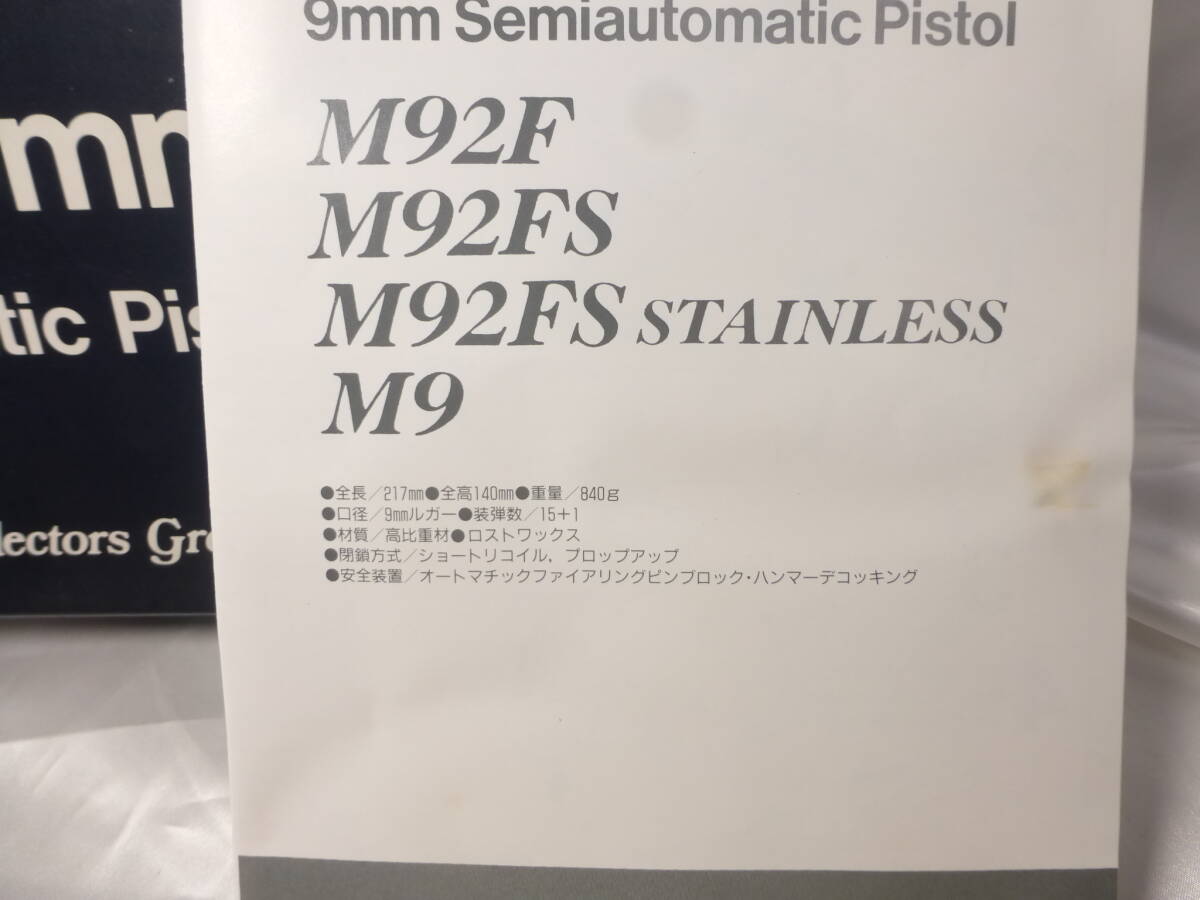 9mm Semiautomatic Pistol
M92F
M92FS
M92FS STAINLESS
M9
●全長/217㎜●全高140㎜●重量/840g
●口径/9㎜ルガー●装弾数/15+1
●材質/高比重材●ロストワックス
●閉鎖方式/ショートリコイル，プロップアップ
●安全装置/オートマチックファイアリングピンブロック・ハンマーデコッキング
mm
tic Pis
lectors Gr